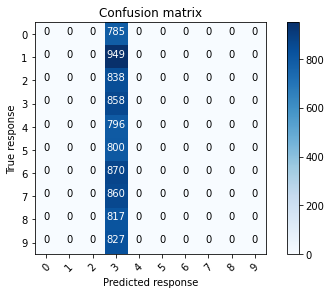 Confusion matrix
0 0 0 0 785 0 0 0 0 0 0
1 0 0 0 949 0 0 0 0 0 0
2 0 0 0 838 0 0 0 0 0 0
3 0 0 0 858 0 0 0 0 0 0
4 0 0 0 796 0 0 0 0 0 0
5 0 0 0 800 0 0 0 0 0 0
6 0 0 0 870 0 0 0 0 0 0
7 0 0 0 860 0 0 0 0 0 0
8 0 0 0 817 0 0 0 0 0 0
9 0 0 0 827 0 0 0 0 0 0
0 1 2 3 4 5 6 7 8 9
Predicted response
True response
800
600
400
200
0